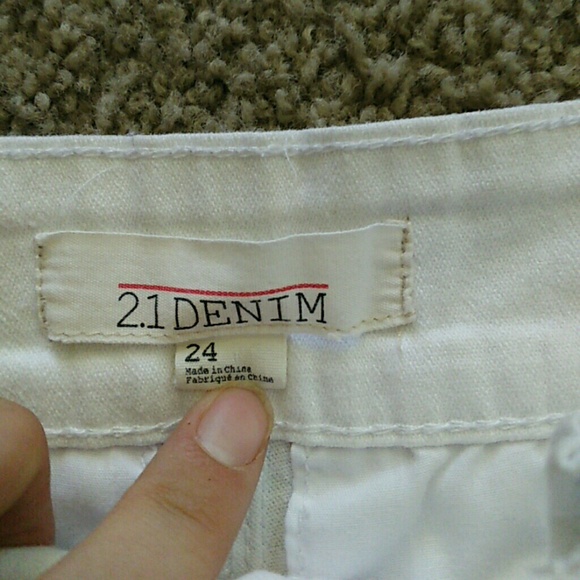 2.1 DENIM
24
Made in China
Fabriqué en Chine